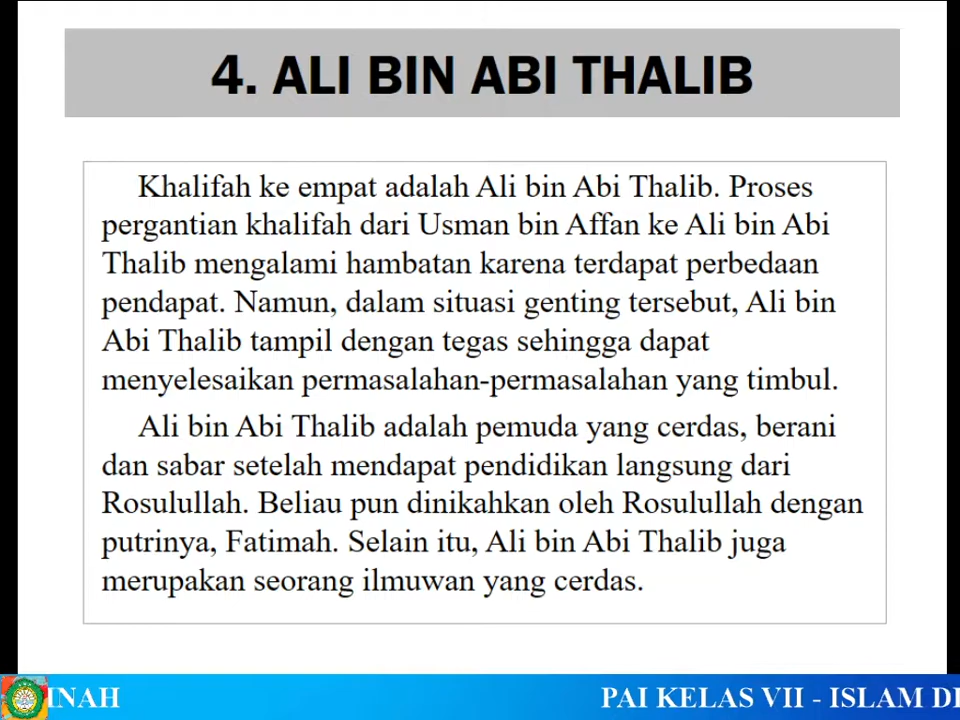 4. ALI BIN ABI THALIB
Khalifah ke empat adalah Ali bin Abi Thalib. Proses
pergantian khalifah dari Usman bin Affan ke Ali bin Abi
Thalib mengalami hambatan karena terdapat perbedaan
pendapat. Namun, dalam situasi genting tersebut, Ali bin
Abi Thalib tampil dengan tegas sehingga dapat
menyelesaikan permasalahan-permasalahan yang timbul.
Ali bin Abi Thalib adalah pemuda yang cerdas, berani
dan sabar setelah mendapat pendidikan langsung dari
Rosulullah. Beliau pun dinikahkan oleh Rosulullah dengan
putrinya, Fatimah. Selain itu, Ali bin Abi Thalib juga
merupakan seorang ilmuwan yang cerdas.
INAH PAI KELAS VII - ISLAM DI